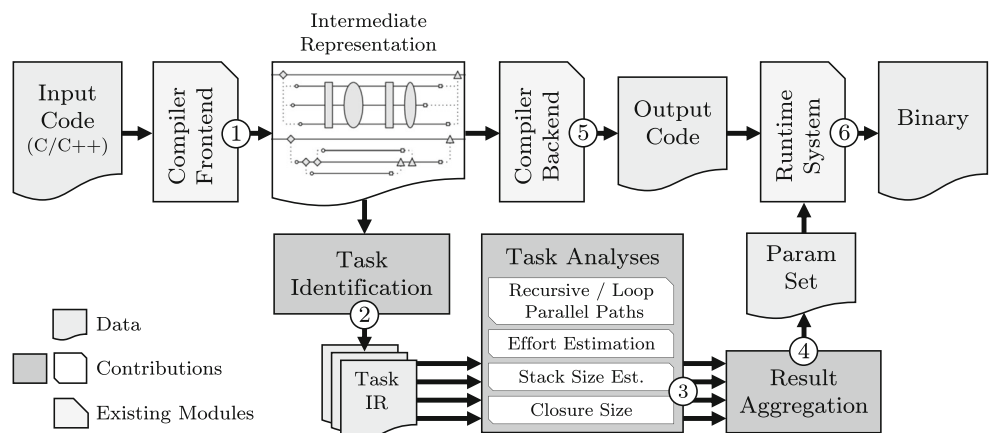 Intermediate
Representation
Input
Code
(C/C++)
Compiler
Frontend
1
Compiler
Backend
5
Output
Code
Runtime
System
6
Binary
Task
Identification
2
Task Analyses
Recursive / Loop
Parallel Paths
Effort Estimation
Stack Size Est.
Closure Size
3
Param
Set
4
Result
Aggregation
Task
IR
Data
Contributions
Existing Modules